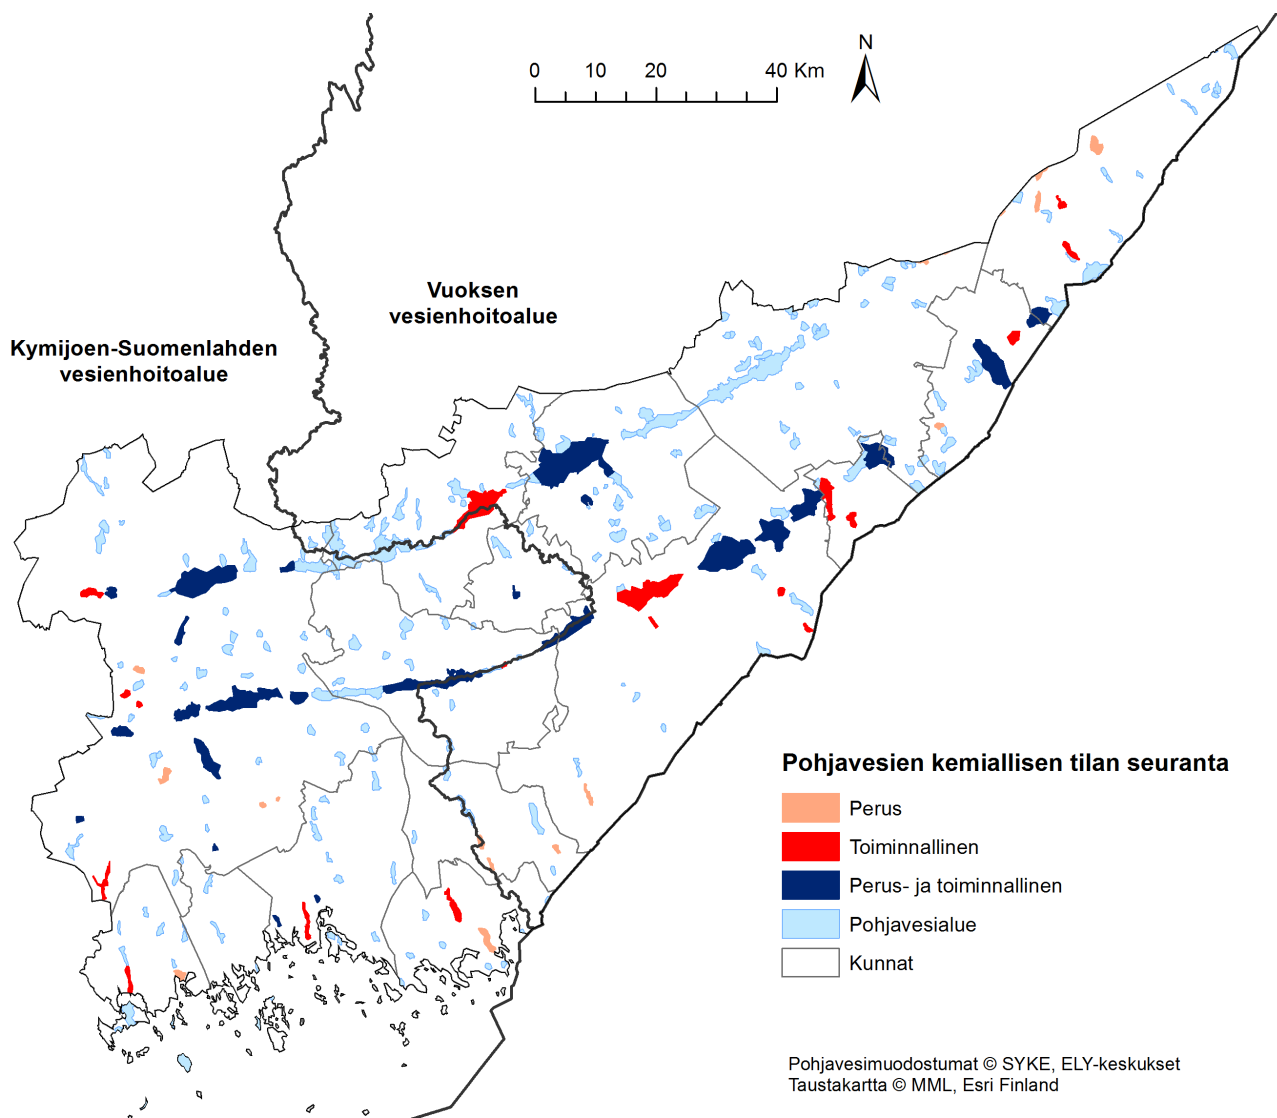 0 10 20 40 Km
N
Vuoksen
vesienhoitoalue
Kymijoen-Suomenlahden
vesienhoitoalue
Pohjavesien kemiallisen tilan seuranta
Perus
Toiminnallinen
Perus- ja toiminnallinen
Pohjavesialue
Kunnat
Pohjavesimuodostumat © SYKE, ELY-keskukset
Taustakartta © MML, Esri Finland